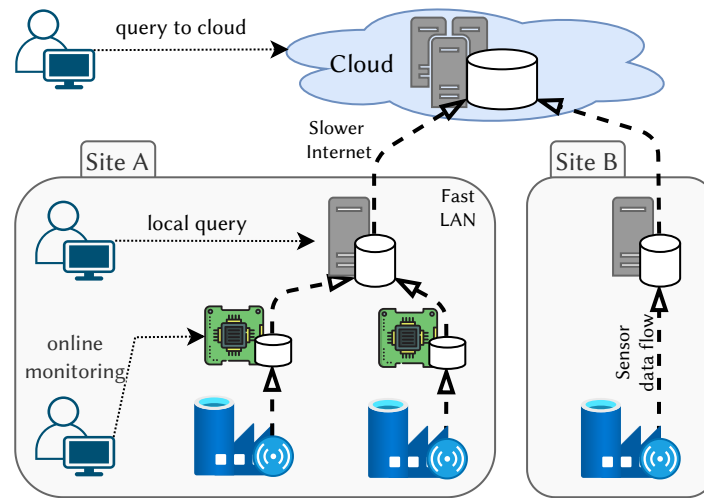 query to cloud
Cloud
Slower
Internet
Site A
Site B
Fast
LAN
local query
online
monitoring
Sensor
data flow